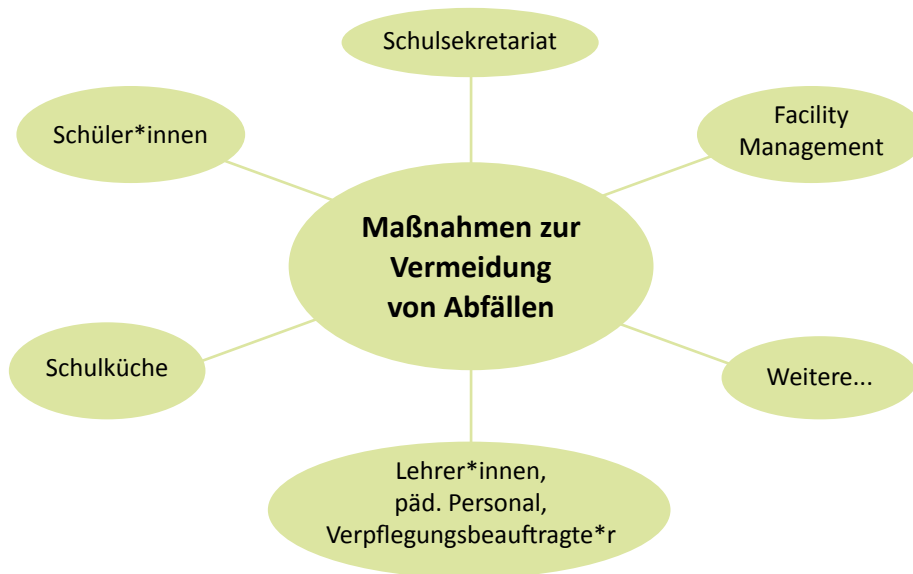 Schulsekretariat
Schüler*innen
Facility
Management
Maßnahmen zur
Vermeidung
von Abfällen
Schulküche
Weitere...
Lehrer*innen,
päd. Personal,
Verpflegungsbeauftragte*r